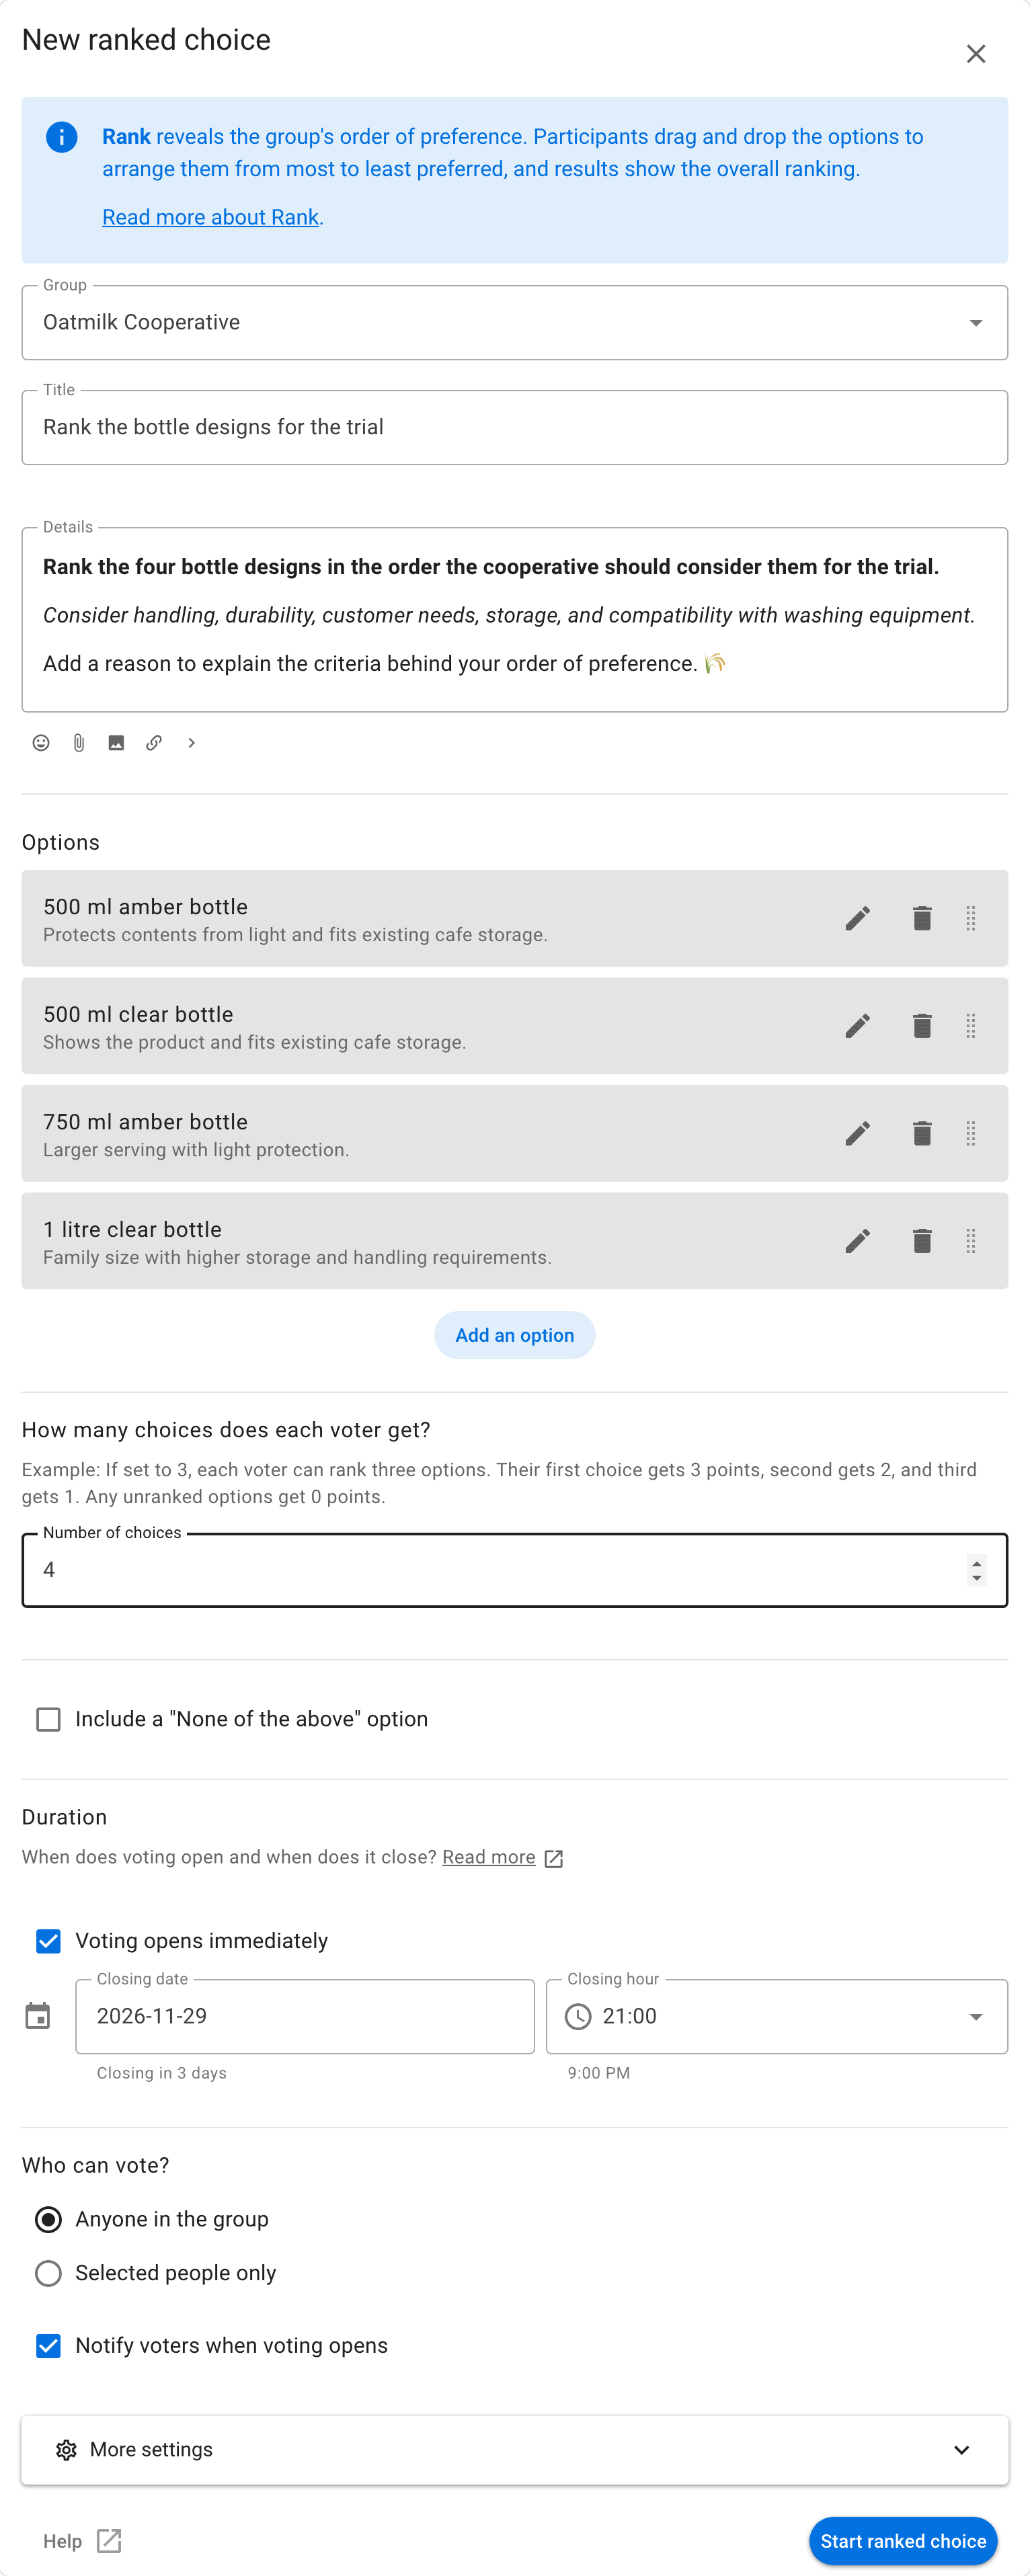 New ranked choice
Rank reveals the group's order of preference. Participants drag and drop the options to
arrange them from most to least preferred, and results show the overall ranking.
Read more about Rank.
Group
Oatmilk Cooperative
Title
Rank the bottle designs for the trial
Details
Rank the four bottle designs in the order the cooperative should consider them for the trial.
Consider handling, durability, customer needs, storage, and compatibility with washing equipment.
Add a reason to explain the criteria behind your order of preference. 🌾
Options
500 ml amber bottle
Protects contents from light and fits existing cafe storage.
500 ml clear bottle
Shows the product and fits existing cafe storage.
750 ml amber bottle
Larger serving with light protection.
1 litre clear bottle
Family size with higher storage and handling requirements.
Add an option
How many choices does each voter get?
Example: If set to 3, each voter can rank three options. Their first choice gets 3 points, second gets 2, and third
gets 1. Any unranked options get 0 points.
Number of choices
4
Include a "None of the above" option
Duration
When does voting open and when does it close? Read more
Voting opens immediately
Closing date
2026-11-29
Closing in 3 days
Closing hour
21:00
9:00 PM
Who can vote?
Anyone in the group
Selected people only
Notify voters when voting opens
More settings
Help
Start ranked choice